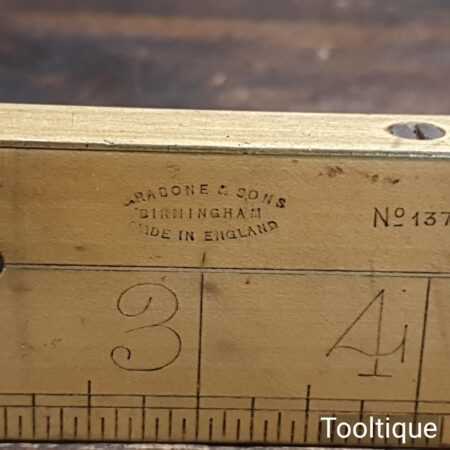 RABONE & SONS
BIRMINGHAM
MADE IN ENGLAND
No 137
3 4
Tooltique